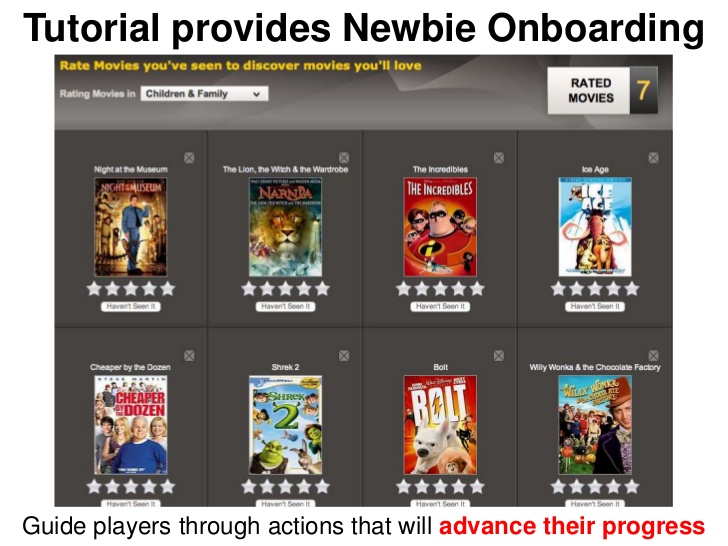 Tutorial provides Newbie Onboarding
Rate Movies you've seen to discover movies you'll love
Rating Movies in Children & Family
RATED MOVIES 7
Night at the Museum The Lion, the Witch & the Wardrobe The Incredibles Ice Age
NIGHT AT THE MUSEUM NARNIA THE INCREDIBLES ICE AGE
Haven't Seen It Haven't Seen It Haven't Seen It Haven't Seen It
Cheaper by the Dozen Shrek 2 Bolt Willy Wonka & the Chocolate Factory
STEVE MARTIN
CHEAPER BY THE DOZEN SHREK 2 BOLT WILLY WONKA
Haven't Seen It Haven't Seen It Haven't Seen It Haven't Seen It
Guide players through actions that will advance their progress